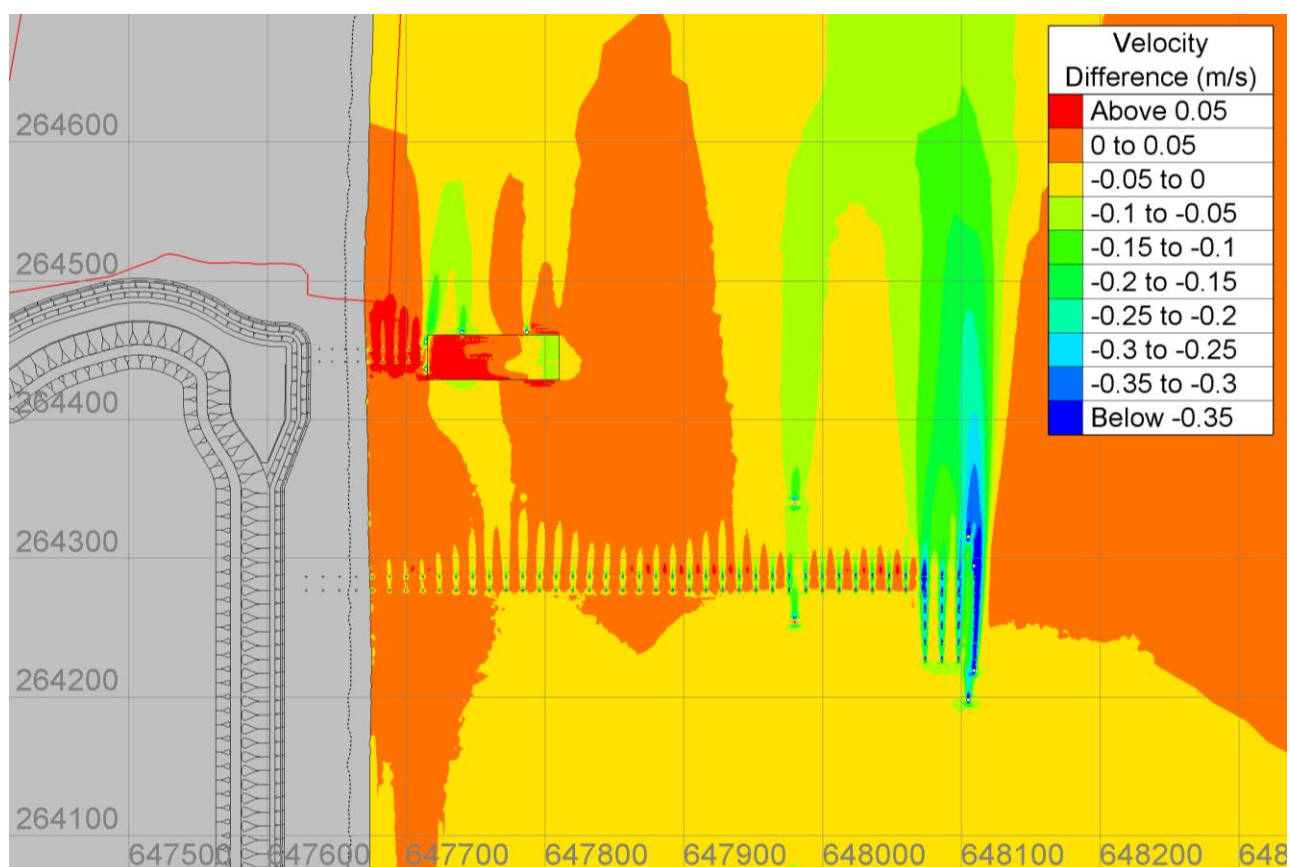 Velocity
Difference (m/s)
Above 0.05
0 to 0.05
-0.05 to 0
-0.1 to -0.05
-0.15 to -0.1
-0.2 to -0.15
-0.25 to -0.2
-0.3 to -0.25
-0.35 to -0.3
Below -0.35
264600
264500
264400
264300
264200
264100
647500 647600 647700 647800 647900 648000 648100 648200 648